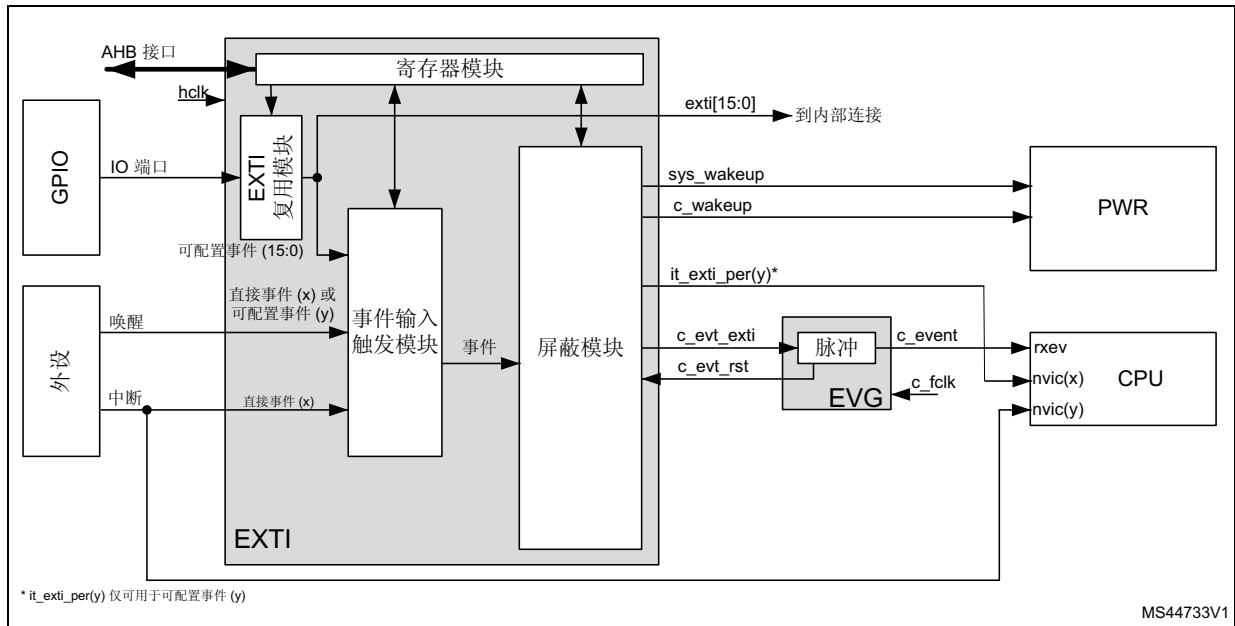 AHB 接口
寄存器模块
hclk
exti[15:0]
到内部连接
GPIO
IO 端口
EXTI
复用模块
sys_wakeup
c_wakeup
PWR
可配置事件 (15:0)
it_exti_per(y)*
直接事件 (x) 或
可配置事件 (y)
外设
唤醒
事件输入
触发模块
事件
屏蔽模块
c_evt_exti
脉冲
c_event
rxev
c_evt_rst
nvic(x)
CPU
c_fclk
EVG
中断
直接事件 (x)
nvic(y)
EXTI
* it_exti_per(y) 仅可用于可配置事件 (y)
MS44733V1